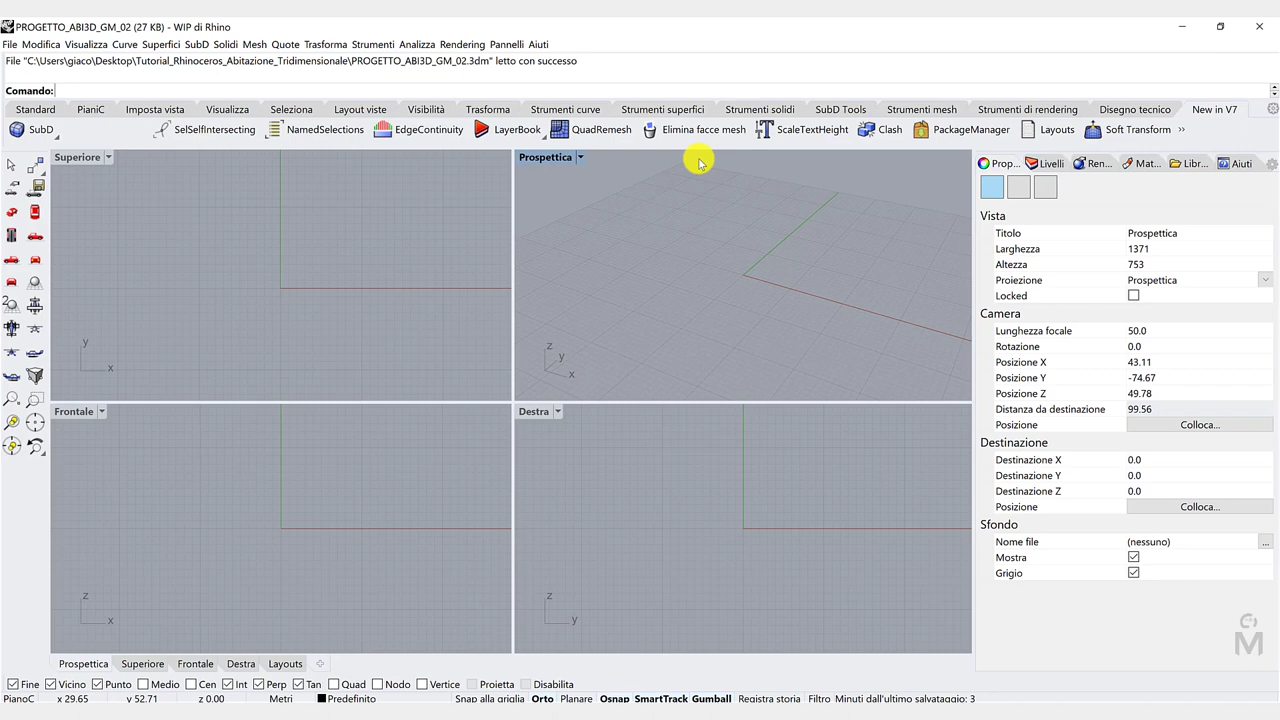 PROGETTO_ABI3D_GM_02 (27 KB) - WIP di Rhino
File Modifica Visualizza Curve Superfici SubD Solidi Mesh Quote Trasforma Strumenti Analizza Rendering Pannelli Aiuti
File "C:\Users\giaco\Desktop\Tutorial_Rhinoceros_Abitazione_Tridimensionale\PROGETTO_ABI3D_GM_02.3dm" letto con successo
Comando:
Standard PianiC Imposta vista Visualizza Seleziona Layout viste Visibilità Trasforma Strumenti curve Strumenti superfici Strumenti solidi SubD Tools Strumenti mesh Strumenti di rendering Disegno tecnico New in V7
SubD SelSelfIntersecting NamedSelections EdgeContinuity LayerBook QuadRemesh Elimina facce mesh ScaleTextHeight Clash PackageManager Layouts Soft Transform »
Superiore Prospettica
Prop... Livelli Ren... Mat... Libr... Aiuti
Vista
Titolo Prospettica
Larghezza 1371
Altezza 753
Proiezione Prospettica
Locked
Camera
Lunghezza focale 50.0
Rotazione 0.0
Posizione X 43.11
Posizione Y -74.67
Posizione Z 49.78
Distanza da destinazione 99.56
Posizione Colloca...
Destinazione
Destinazione X 0.0
Destinazione Y 0.0
Destinazione Z 0.0
Posizione Colloca...
Sfondo
Nome file (nessuno) ...
Mostra
Grigio
y x
z y x
Frontale Destra
z x
z y
GM
Prospettica Superiore Frontale Destra Layouts
Fine Vicino Punto Medio Cen Int Perp Tan Quad Nodo Vertice Proietta Disabilita
PianoC x 29.65 y 52.71 z 0.00 Metri Predefinito Snap alla griglia Orto Planare Osnap SmartTrack Gumball Registra storia Filtro Minuti dall'ultimo salvataggio: 3